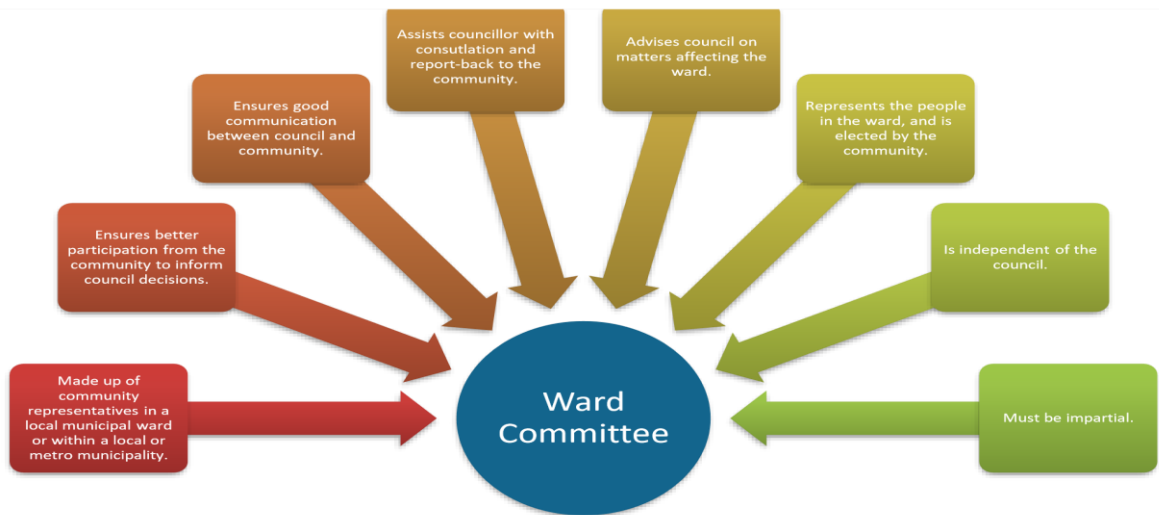 Made up of
community
representatives in a
local municipal ward
or within a local or
metro municipality.
Ensures better
participation from the
community to inform
council decisions.
Ensures good
communication
between council and
community.
Assists councillor with
consutlation and
report-back to the
community.
Advises council on
matters affecting the
ward.
Represents the people
in the ward, and is
elected by the
community.
Is independent of the
council.
Must be impartial.
Ward
Committee